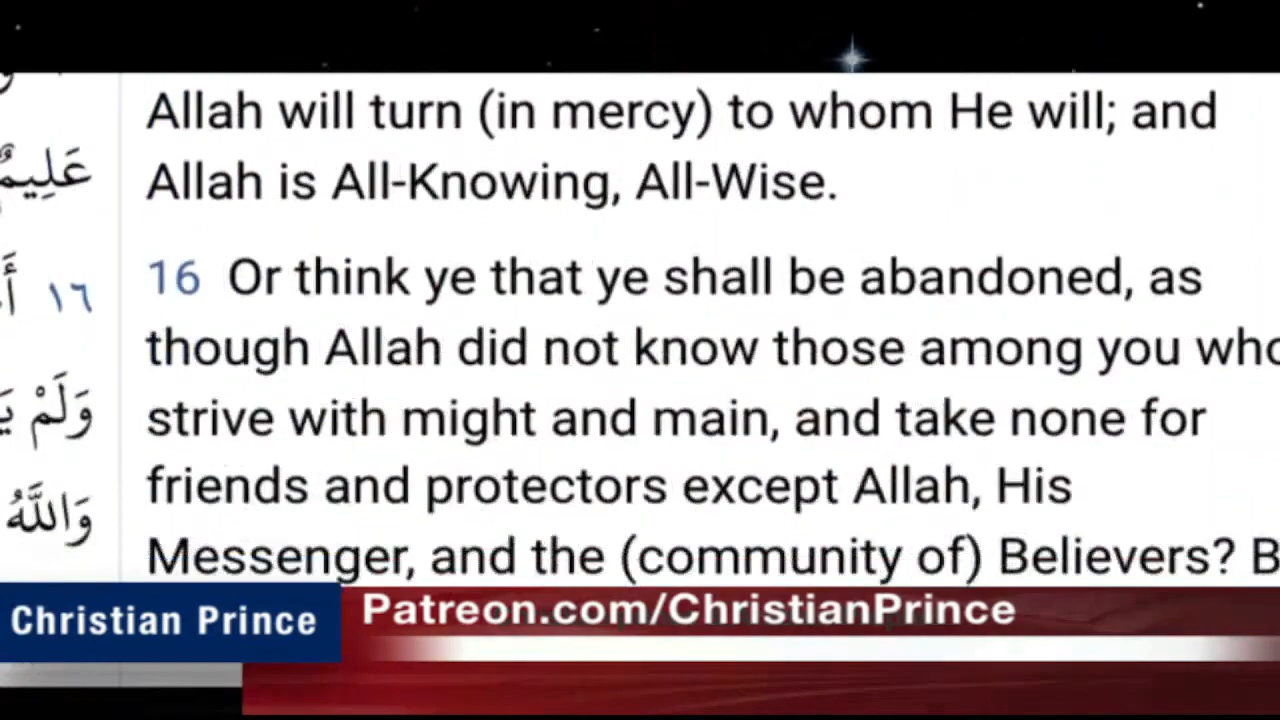 Allah will turn (in mercy) to whom He will; and
عَلِيمٌ
Allah is All-Knowing, All-Wise.
١٦
16 Or think ye that ye shall be abandoned, as
though Allah did not know those among you who
وَلَمْ
strive with might and main, and take none for
friends and protectors except Allah, His
وَاللَّهُ
Messenger, and the (community of) Believers? B
Christian Prince
Patreon.com/ChristianPrince